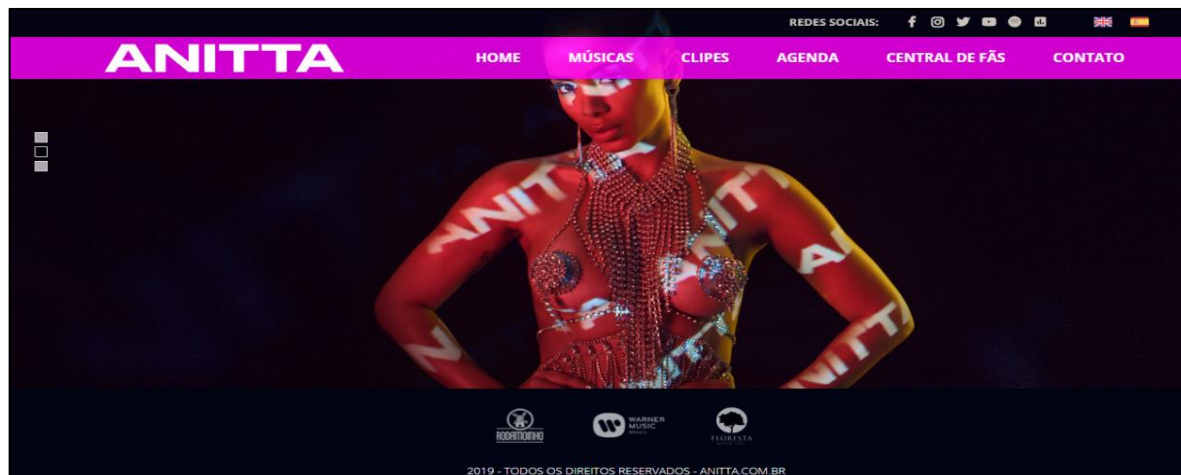 REDES SOCIAIS:
ANITTA
HOME MÚSICAS CLIPES AGENDA CENTRAL DE FÃS CONTATO
ANIT
ANITTA
A
ANITTA
RODAMOINHO
WARNER
MUSIC
BRASIL
FLORESTA
2019 - TODOS OS DIREITOS RESERVADOS - ANITTA.COM.BR